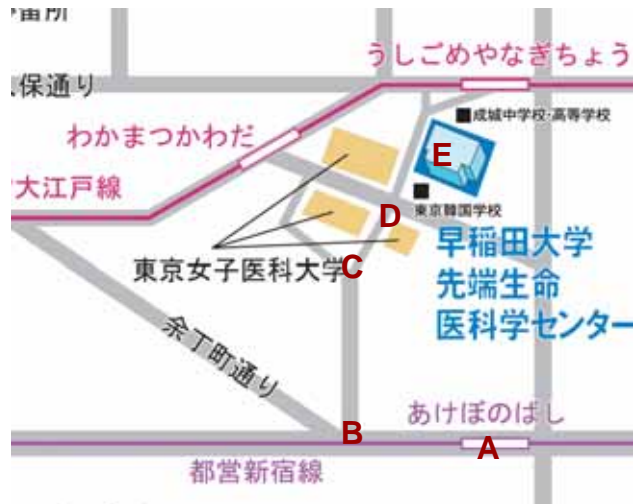 うしごめやなぎちょう
保通り
成城中学校・高等学校
わかまつかわだ
E
大江戸線
東京韓国学校
D
早稲田大学
先端生命
医科学センター
東京女子医科大学
C
余丁町通り
あけぼのばし
B
A
都営新宿線